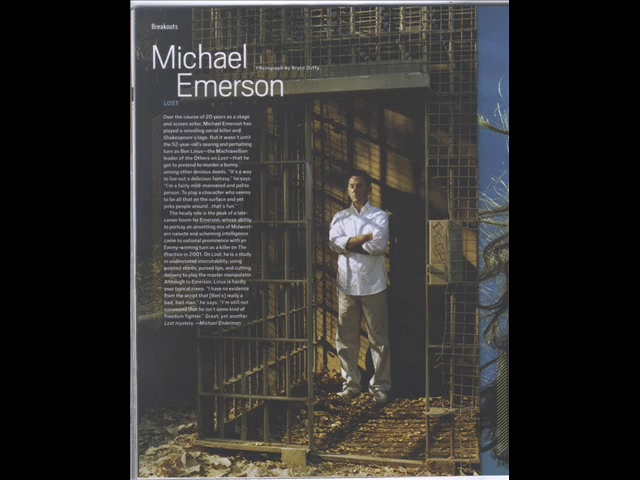 Breakouts
Michael
Photograph by Bryce Duffy
Emerson
LOST
Over the course of 20 years as a stage
and screen actor, Michael Emerson has
played a sniveling serial killer and
Shakespeare's Iago. But it wasn't until
the 52-year-old's searing and perturbing
turn as Ben Linus—the Machiavellian
leader of the Others on Lost—that he
got to pretend to murder a bunny
among other devious deeds. "It's a way
to live out a delicious fantasy," he says.
"I'm a fairly mild-mannered and polite
person. To play a character who seems
to be all that on the surface and yet
jerks people around...that's fun."
The heady role is the peak of a late-
career boom for Emerson, whose ability
to portray an unsettling mix of Midwest-
ern naïveté and scheming intelligence
came to national prominence with an
Emmy-winning turn as a killer on The
Practice in 2001. On Lost, he is a study
in understated inscrutability, using
pointed stares, pursed lips, and cutting
delivery to play the master manipulator.
Although to Emerson, Linus is hardly
your typical creep. "I have no evidence
from the script that [Ben's] really a
bad, bad man," he says. "I'm still not
convinced that he isn't some kind of
freedom fighter." Great, yet another
Lost mystery. —Michael Endelman